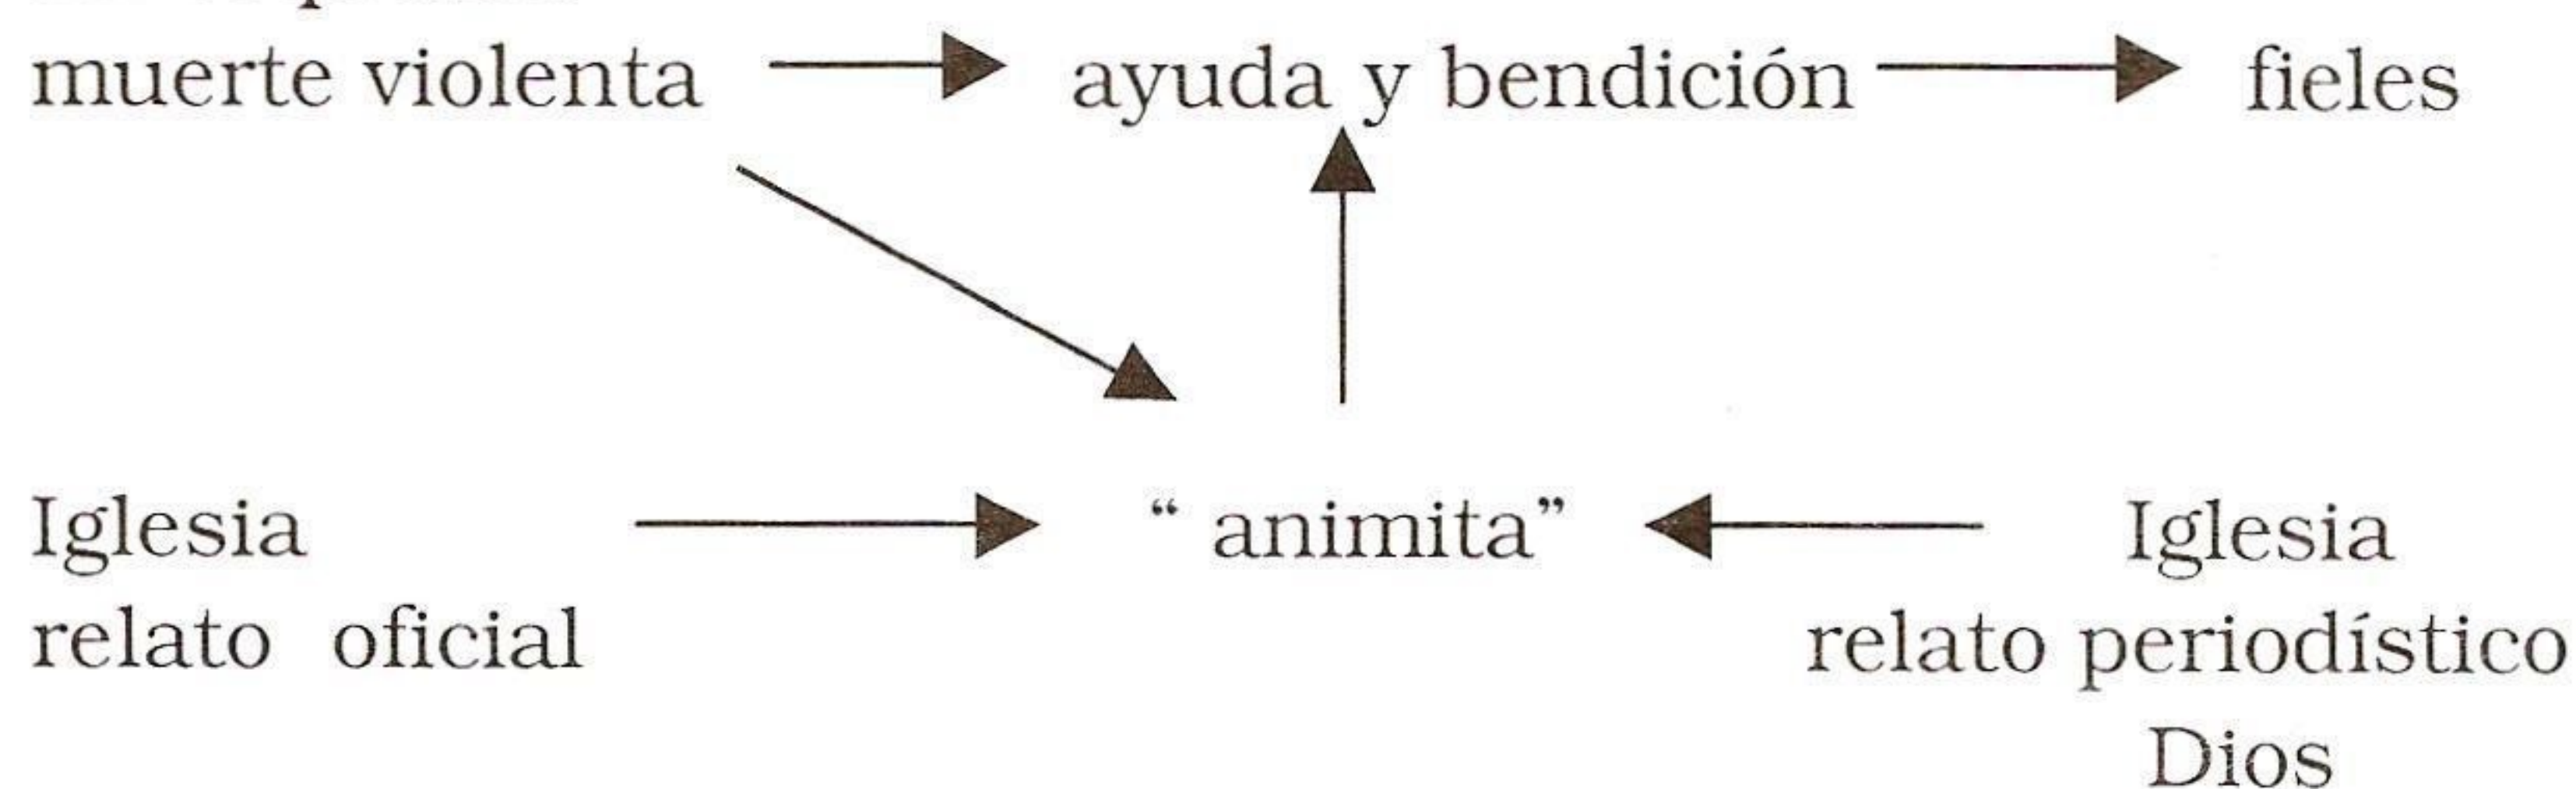 muerte violenta ayuda y bendición fieles
Iglesia “ animita” Iglesia
relato oficial relato periodístico
Dios